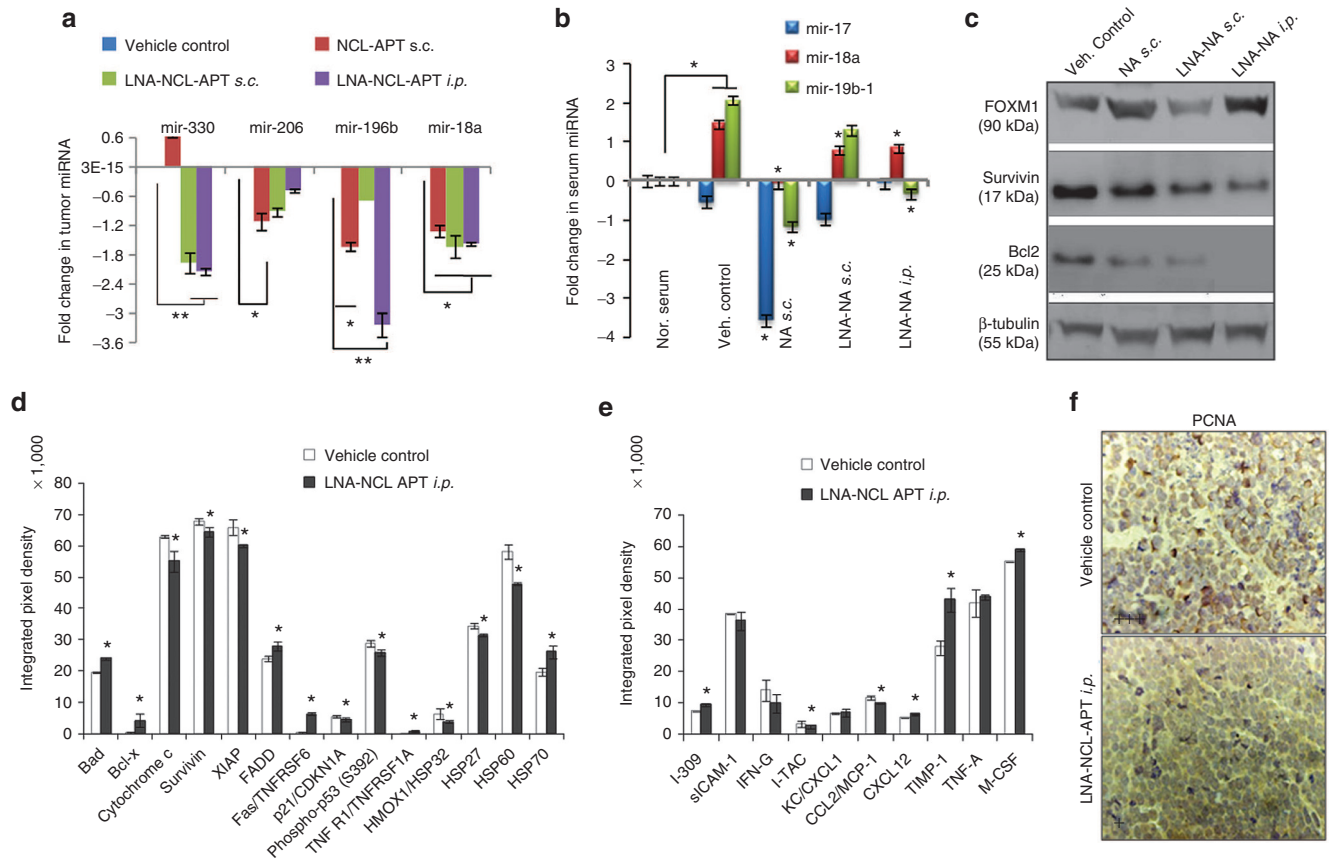 a
Vehicle control
NCL-APT s.c.
LNA-NCL-APT s.c.
LNA-NCL-APT i.p.
mir-330
mir-206
mir-196b
mir-18a
Fold change in tumor miRNA
0.6
3E-15
–0.6
–1.2
–1.8
–2.4
–3
–3.6
**
*
*
**
*
b
mir-17
mir-18a
mir-19b-1
Fold change in serum miRNA
3
2
1
0
–1
–2
–3
–4
*
*
*
*
*
*
*
Nor. serum
Veh. control
NA s.c.
LNA-NA s.c.
LNA-NA i.p.
c
Veh. Control
NA s.c.
LNA-NA s.c.
LNA-NA i.p.
FOXM1
(90 kDa)
Survivin
(17 kDa)
Bcl2
(25 kDa)
β-tubulin
(55 kDa)
d
× 1,000
Vehicle control
LNA-NCL APT i.p.
Integrated pixel density
80
70
60
50
40
30
20
10
0
* * * * * * * * * * * * * *
Bad
Bcl-x
Cytochrome c
Survivin
XIAP
FADD
Fas/TNFRSF6
p21/CDKN1A
Phospho-p53 (S392)
TNF R1/TNFRSF1A
HMOX1/HSP32
HSP27
HSP60
HSP70
e
× 1,000
Vehicle control
LNA-NCL APT i.p.
Integrated pixel density
70
60
50
40
30
20
10
0
* * * * * *
I-309
sICAM-1
IFN-G
I-TAC
KC/CXCL1
CCL2/MCP-1
CXCL12
TIMP-1
TNF-A
M-CSF
f
PCNA
Vehicle control
+++
LNA-NCL-APT i.p.
+